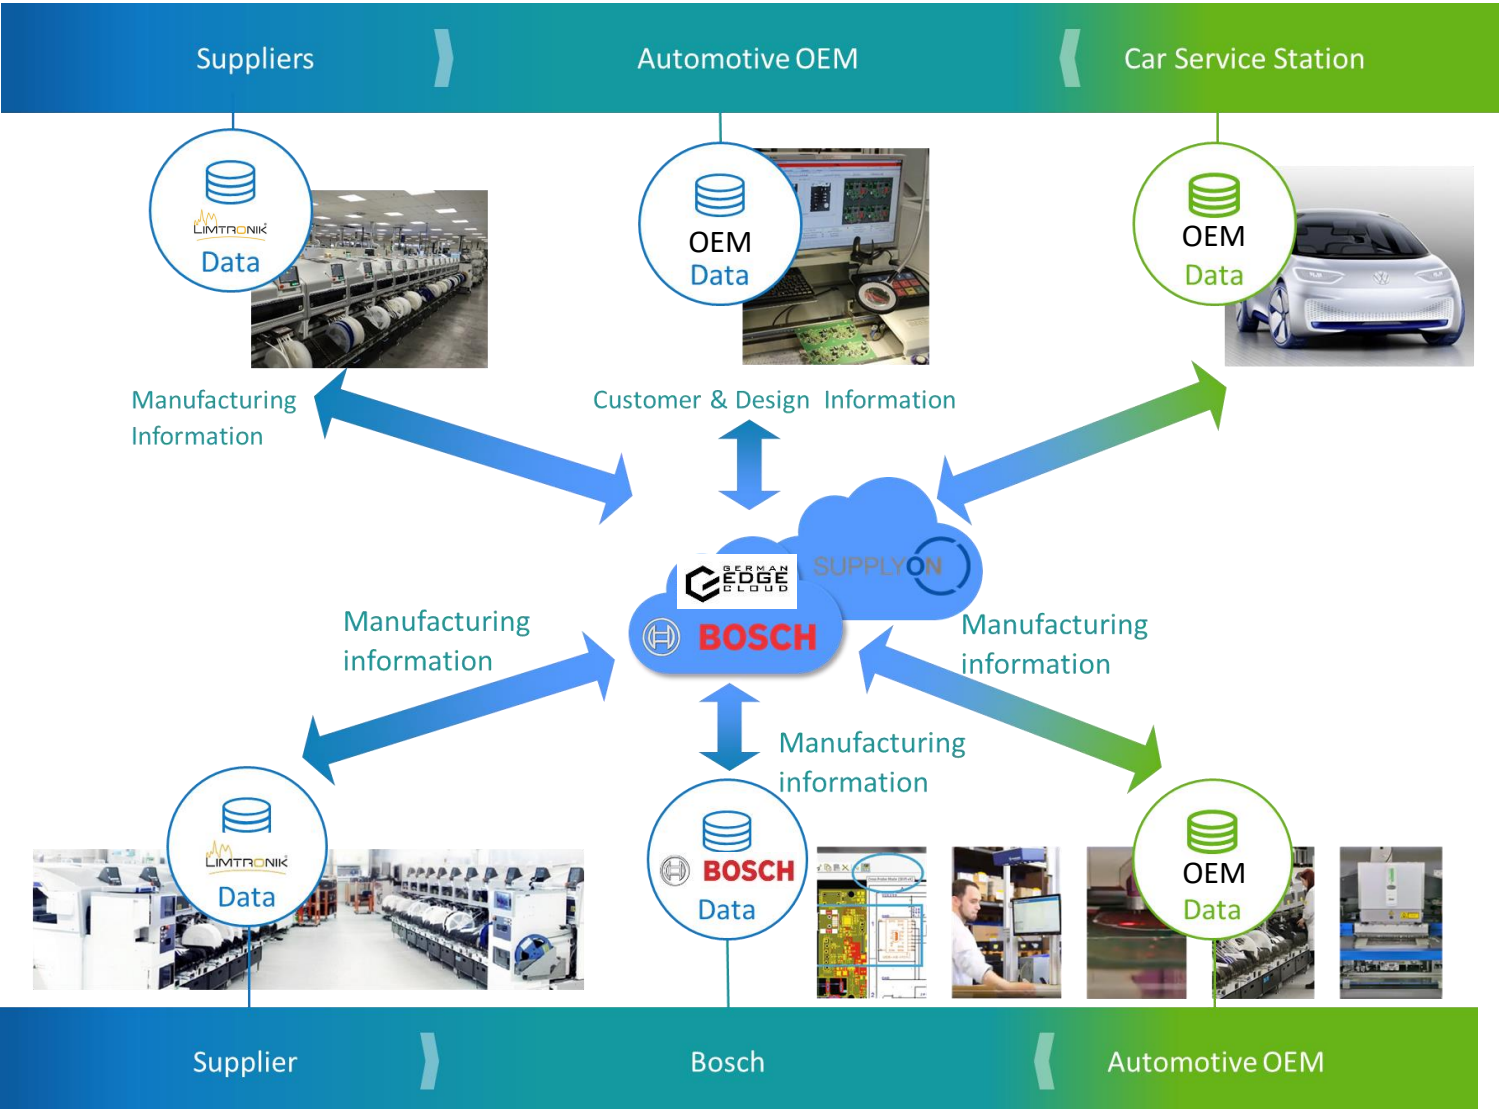 Suppliers
Automotive OEM
Car Service Station
LIMTRONIK
Data
OEM
Data
OEM
Data
Manufacturing
Information
Customer & Design Information
GERMAN
EDGE
CLOUD
SUPPLYON
BOSCH
Manufacturing
information
Manufacturing
information
Manufacturing
information
LIMTRONIK
Data
BOSCH
Data
OEM
Data
Supplier
Bosch
Automotive OEM